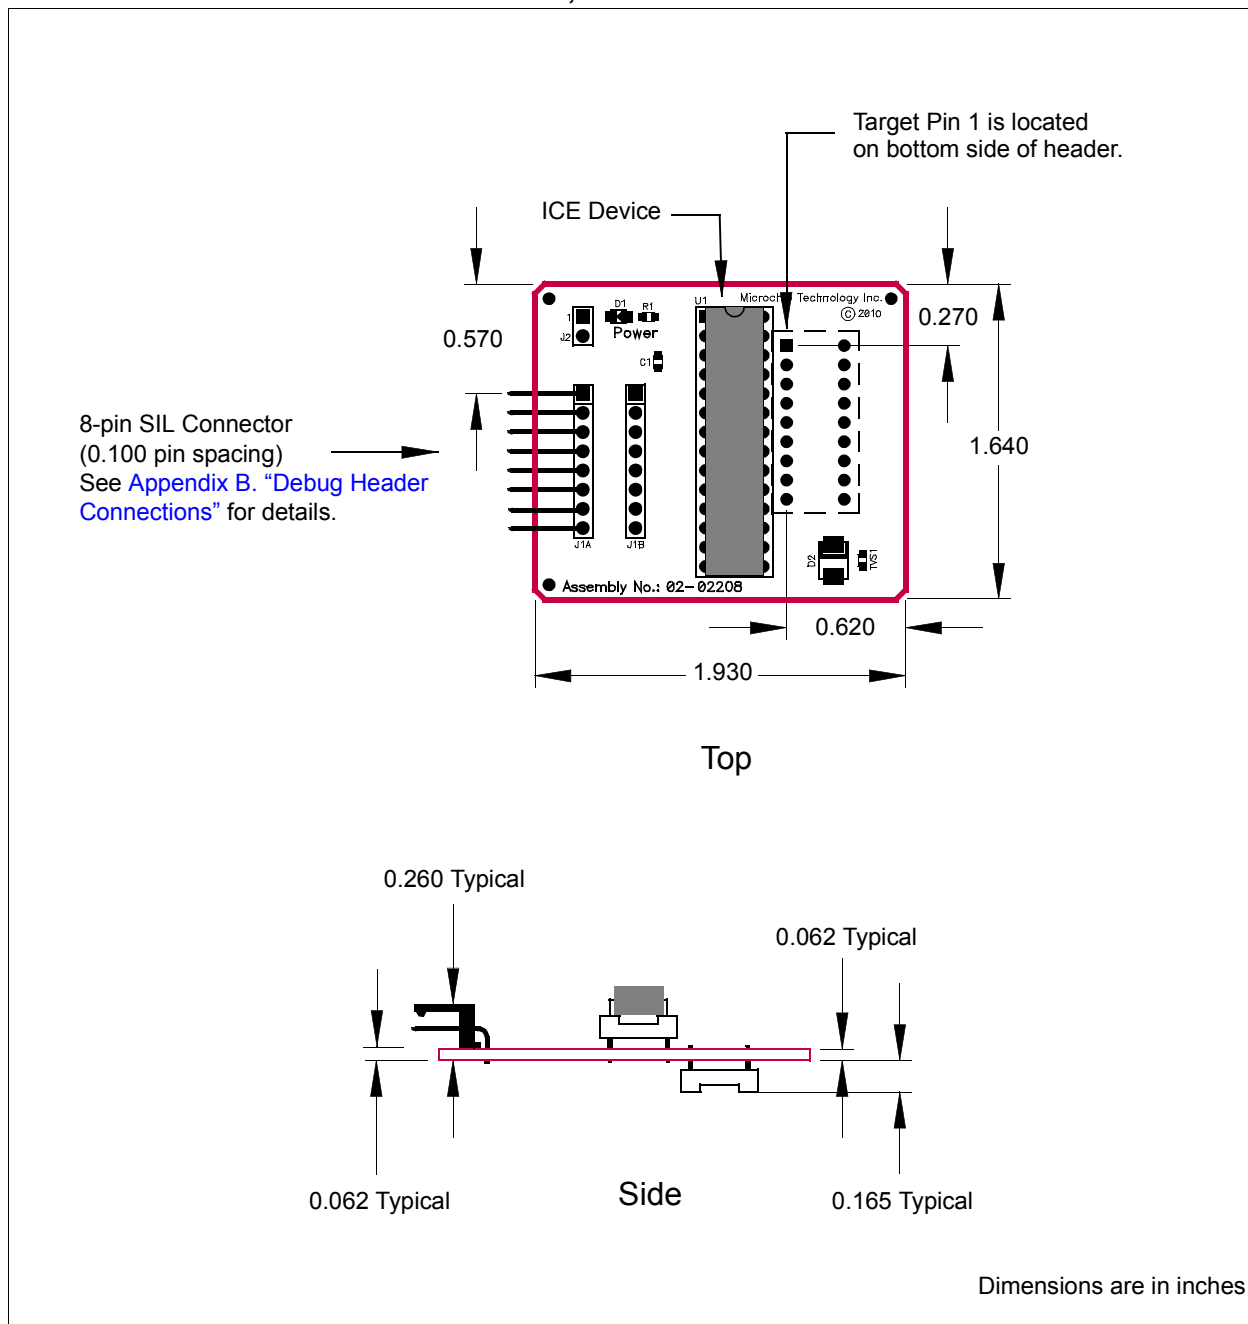 Target Pin 1 is located
on bottom side of header.
ICE Device
U1
Microchip Technology Inc.
© 2010
D1
R1
1
J2
Power
C1
0.570
0.270
8-pin SIL Connector
(0.100 pin spacing)
See Appendix B. “Debug Header
Connections” for details.
1.640
J1A
J1B
D2
TVS1
Assembly No.: 02-02208
0.620
1.930
Top
0.260 Typical
0.062 Typical
0.062 Typical
Side
0.165 Typical
Dimensions are in inches